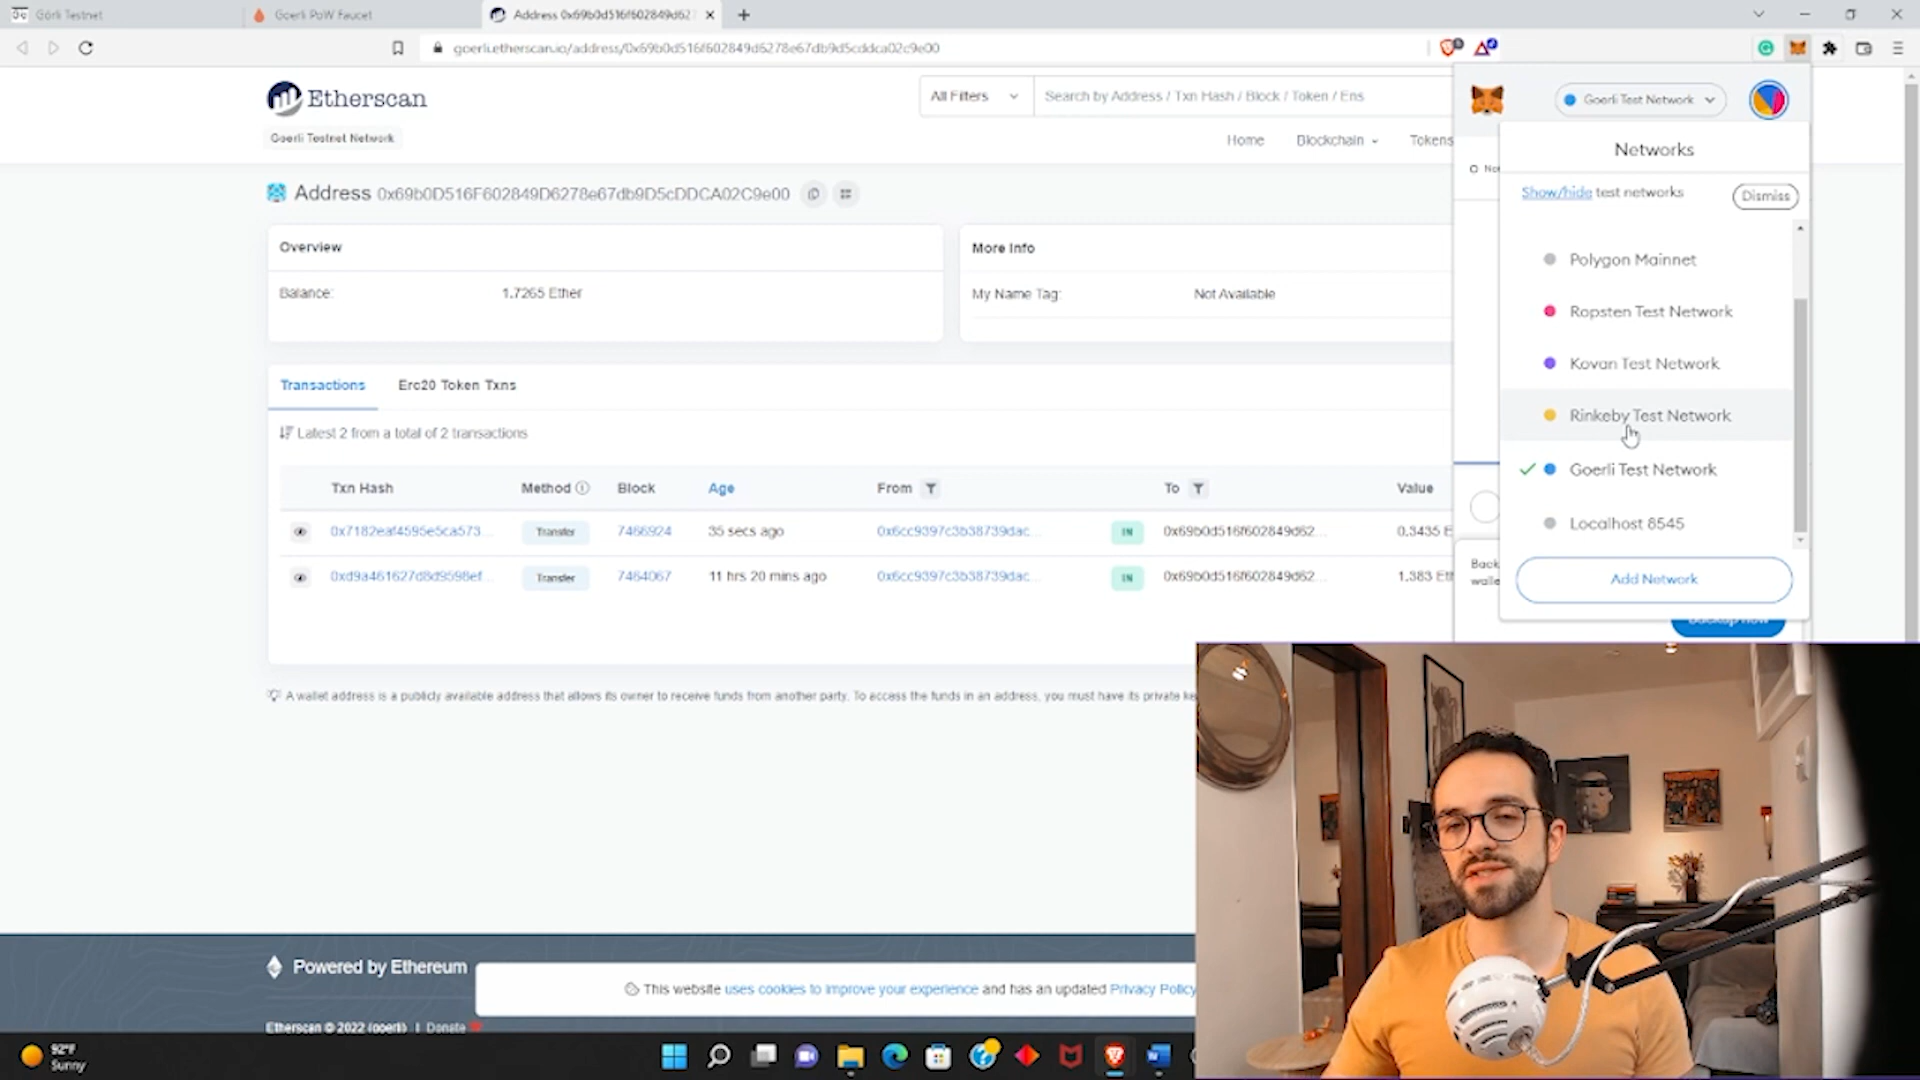 Görli Testnet
Goerli PoW Faucet
Address 0x69b0d516f602849d627
goerli.etherscan.io/address/0x69b0d516f602849d6278e67db9d5cddca02c9e00
Etherscan
Goerli Testnet Network
All Filters
Search by Address / Txn Hash / Block / Token / Ens
Home
Blockchain
Tokens
Goerli Test Network
Networks
Show/hide test networks
Dismiss
Polygon Mainnet
Ropsten Test Network
Kovan Test Network
Rinkeby Test Network
Goerli Test Network
Localhost 8545
Add Network
Backup now
Address 0x69b0D516F602849D6278e67db9D5cDDCA02C9e00
Overview
Balance: 1.7265 Ether
More Info
My Name Tag: Not Available
Transactions
Erc20 Token Txns
Latest 2 from a total of 2 transactions
Txn Hash Method Block Age From To Value
0x7182eaf4595e5ca573... Transfer 7466924 35 secs ago 0x6cc9397c3b38739dac... IN 0x69b0d516f602849d62... 0.3435 E
0xd9a461627d8d9598ef... Transfer 7464067 11 hrs 20 mins ago 0x6cc9397c3b38739dac... IN 0x69b0d516f602849d62... 1.383 Eth
A wallet address is a publicly available address that allows its owner to receive funds from another party. To access the funds in an address, you must have its private ke
Powered by Ethereum
This website uses cookies to improve your experience and has an updated Privacy Policy
Etherscan © 2022 (goerli) | Donate
92°F
Sunny